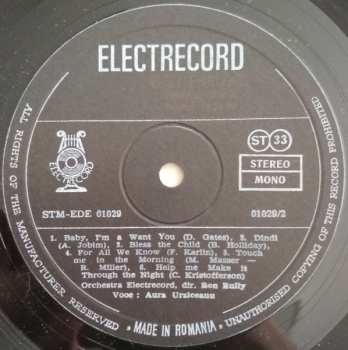 ELECTRECORD
ALL RIGHTS OF THE MANUFACTURER RESERVED · MADE IN ROMANIA · UNAUTHORISED COPYING OF THIS RECORD PROHIBITED
ELECTRECORD
ST 33
STEREO
MONO
STM-EDE 01029
01029/2
1. Baby, I'm a Want You (D. Gates), 2. Dindi
(A. Jobim), 3. Bless the Child (B. Holliday),
4. For All We Know (F. Karlin), 5. Touch
me in the Morning (M. Masser —
R. Miller), 6. Help me Make it
Through the Night (C. Kristofferson)
Orchestra Electrecord, dir. Ben Bully
Voce: Aura Urziceanu